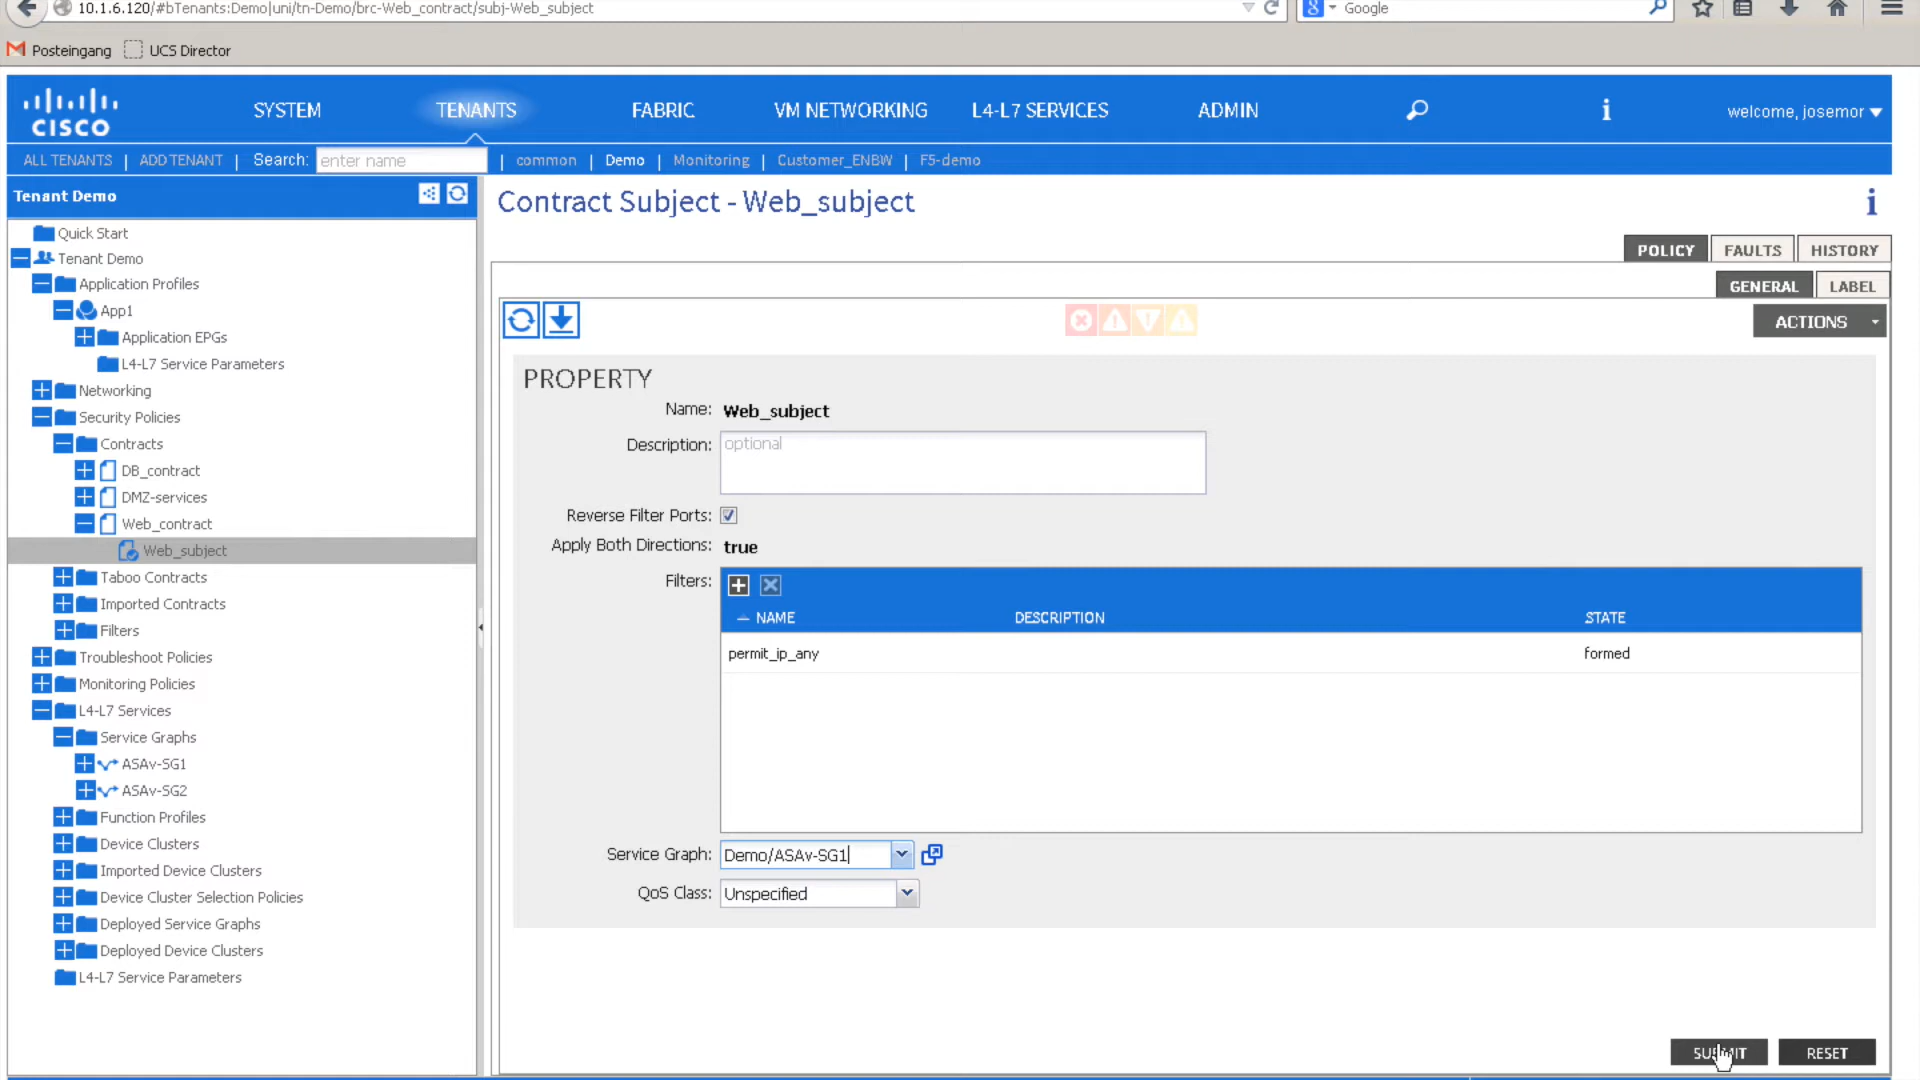 10.1.6.120/#bTenants:Demo|uni/tn-Demo/brc-Web_contract/subj-Web_subject
Google
Posteingang
UCS Director
CISCO
SYSTEM
TENANTS
FABRIC
VM NETWORKING
L4-L7 SERVICES
ADMIN
welcome, josemor
ALL TENANTS | ADD TENANT | Search: enter name | common | Demo | Monitoring | Customer_ENBW | F5-demo
Tenant Demo
Quick Start
Tenant Demo
Application Profiles
App1
Application EPGs
L4-L7 Service Parameters
Networking
Security Policies
Contracts
DB_contract
DMZ-services
Web_contract
Web_subject
Taboo Contracts
Imported Contracts
Filters
Troubleshoot Policies
Monitoring Policies
L4-L7 Services
Service Graphs
ASAv-SG1
ASAv-SG2
Function Profiles
Device Clusters
Imported Device Clusters
Device Cluster Selection Policies
Deployed Service Graphs
Deployed Device Clusters
L4-L7 Service Parameters
Contract Subject - Web_subject
POLICY
FAULTS
HISTORY
GENERAL
LABEL
ACTIONS
PROPERTY
Name: Web_subject
Description: optional
Reverse Filter Ports:
Apply Both Directions: true
Filters:
NAME
DESCRIPTION
STATE
permit_ip_any
formed
Service Graph: Demo/ASAv-SG1
QoS Class: Unspecified
SUBMIT
RESET